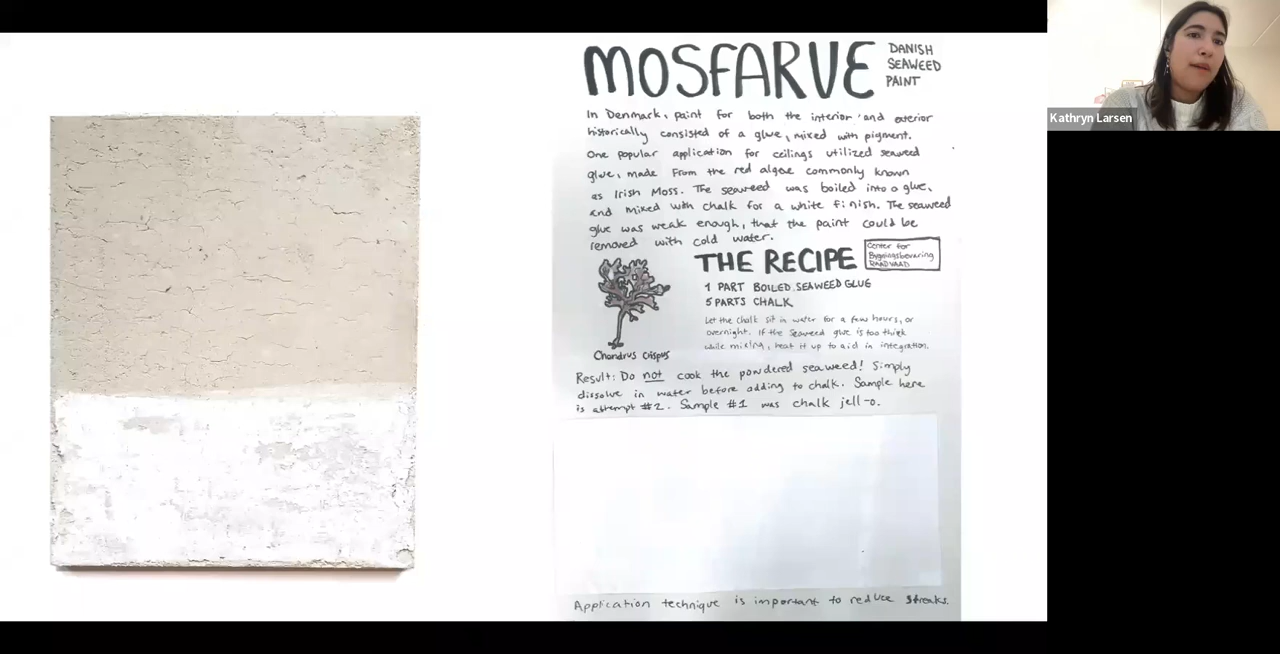 MOSFARVE
DANISH
SEAWEED
PAINT
In Denmark, paint for both the interior and exterior
historically consisted of a glue, mixed with pigment.
One popular application for ceilings utilized seaweed
glue, made from the red algae commonly known
as Irish Moss. The seaweed was boiled into a glue,
and mixed with chalk for a white finish. The seaweed
glue was weak enough, that the paint could be
removed with cold water.
THE RECIPE
Center for
Bygningsbevaring
RAADVAAD
1 PART BOILED SEAWEED GLUE
5 PARTS CHALK
Let the chalk sit in water for a few hours, or
overnight. If the seaweed glue is too thick
while mixing, heat it up to aid in integration.
Chondrus crispus
Result: Do not cook the powdered seaweed! Simply
dissolve in water before adding to chalk. Sample here
is attempt #2. Sample #1 was chalk jell-o.
Application technique is important to reduce streaks.
Kathryn Larsen